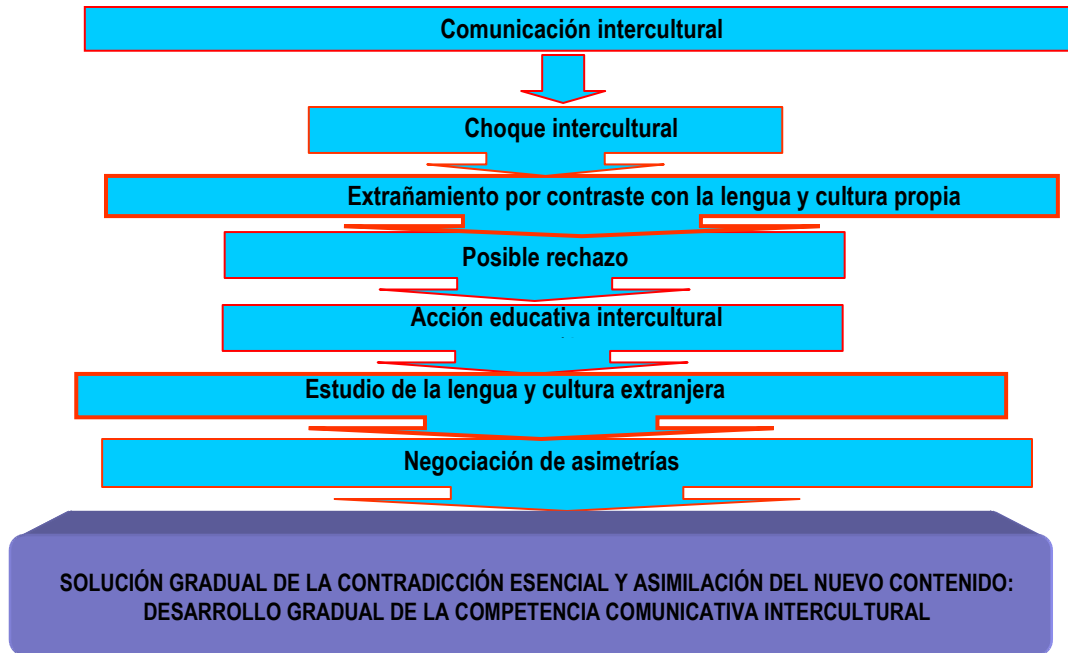 Comunicación intercultural
Choque intercultural
Extrañamiento por contraste con la lengua y cultura propia
Posible rechazo
Acción educativa intercultural
Estudio de la lengua y cultura extranjera
Negociación de asimetrías
SOLUCIÓN GRADUAL DE LA CONTRADICCIÓN ESENCIAL Y ASIMILACIÓN DEL NUEVO CONTENIDO:
DESARROLLO GRADUAL DE LA COMPETENCIA COMUNICATIVA INTERCULTURAL